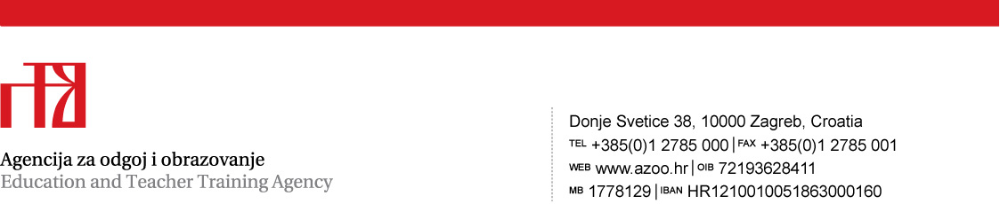 Agencija za odgoj i obrazovanje
Education and Teacher Training Agency
Donje Svetice 38, 10000 Zagreb, Croatia
TEL +385(0)1 2785 000|FAX +385(0)1 2785 001
WEB www.azoo.hr|OIB 72193628411
MB 1778129|IBAN HR1210010051863000160